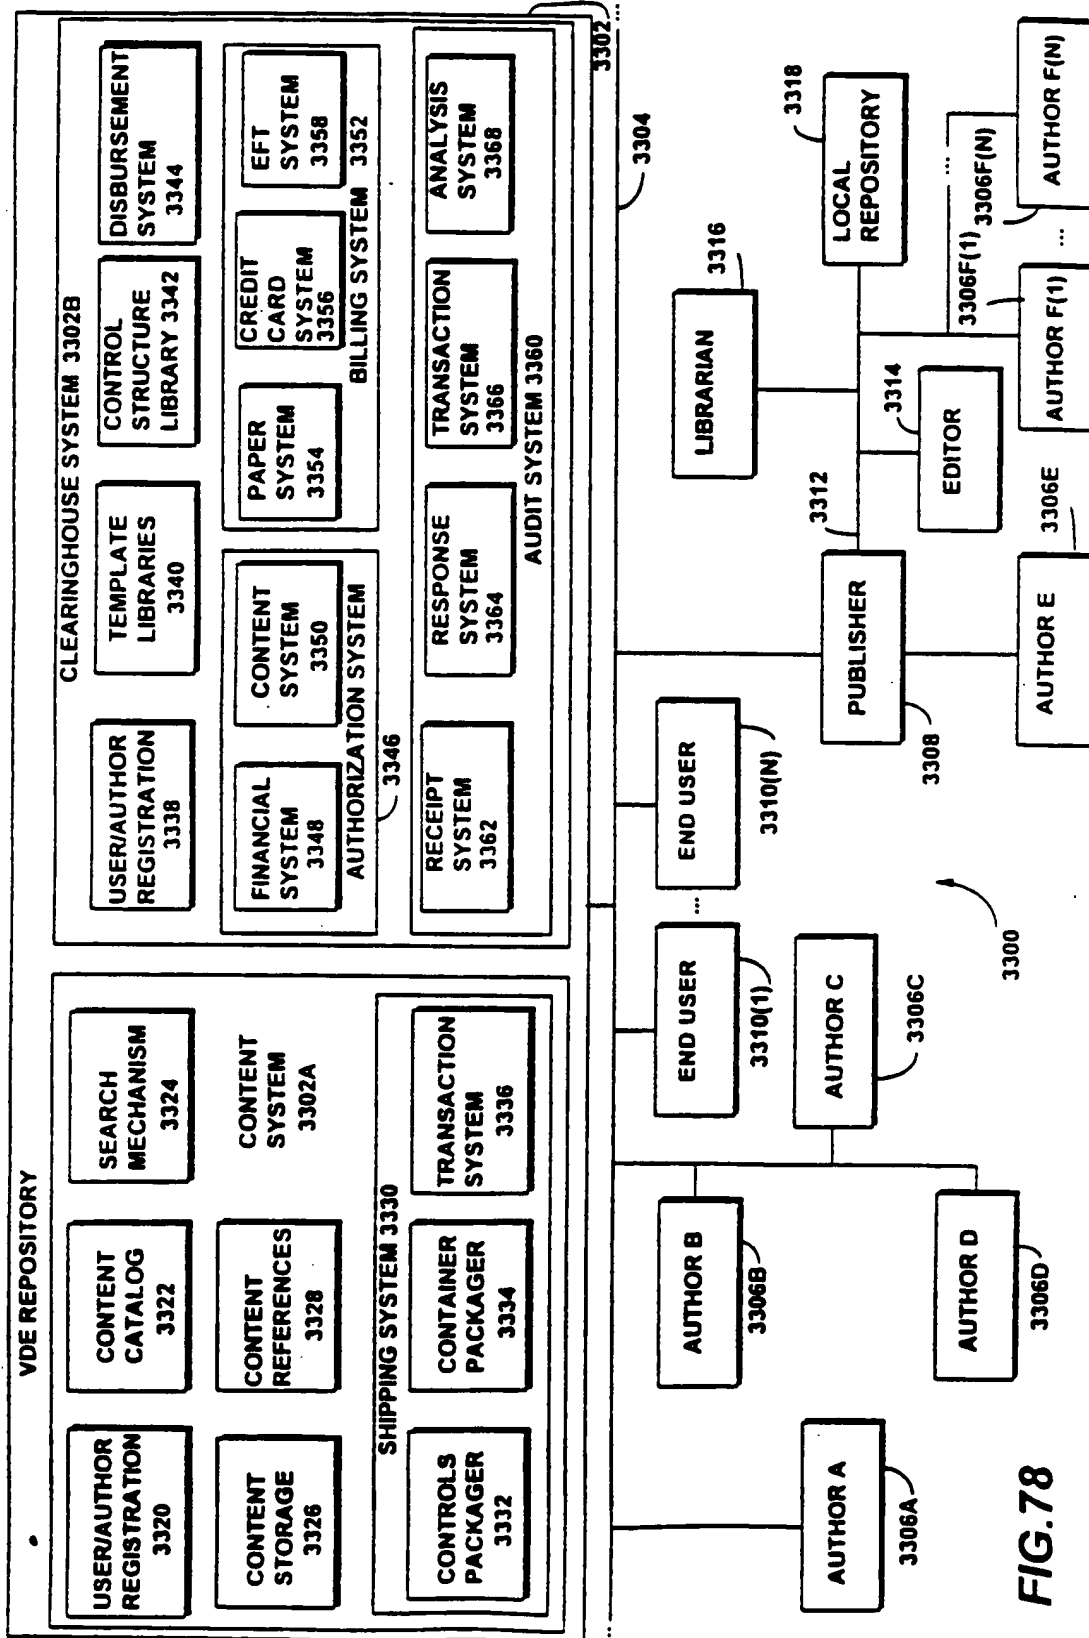 VDE REPOSITORY
USER/AUTHOR
REGISTRATION
3320
CONTENT
CATALOG
3322
SEARCH
MECHANISM
3324
CONTENT
STORAGE
3326
CONTENT
REFERENCES
3328
CONTENT
SYSTEM
3302A
SHIPPING SYSTEM 3330
CONTROLS
PACKAGER
3332
CONTAINER
PACKAGER
3334
TRANSACTION
SYSTEM
3336
CLEARINGHOUSE SYSTEM 3302B
USER/AUTHOR
REGISTRATION
3338
TEMPLATE
LIBRARIES
3340
CONTROL
STRUCTURE
LIBRARY 3342
DISBURSEMENT
SYSTEM
3344
FINANCIAL
SYSTEM
3348
CONTENT
SYSTEM
3350
AUTHORIZATION SYSTEM
3346
PAPER
SYSTEM
3354
CREDIT
CARD
SYSTEM
3356
EFT
SYSTEM
3358
BILLING SYSTEM 3352
RECEIPT
SYSTEM
3362
RESPONSE
SYSTEM
3364
TRANSACTION
SYSTEM
3366
ANALYSIS
SYSTEM
3368
AUDIT SYSTEM 3360
3302
...
...
3304
AUTHOR A
3306A
AUTHOR B
3306B
AUTHOR C
3306C
AUTHOR D
3306D
END USER
3310(1)
...
END USER
3310(N)
3300
PUBLISHER
3308
3312
LIBRARIAN
3316
LOCAL
REPOSITORY
3318
EDITOR
3314
AUTHOR E
3306E
AUTHOR F(1)
3306F(1)
...
...
AUTHOR F(N)
3306F(N)
FIG.78